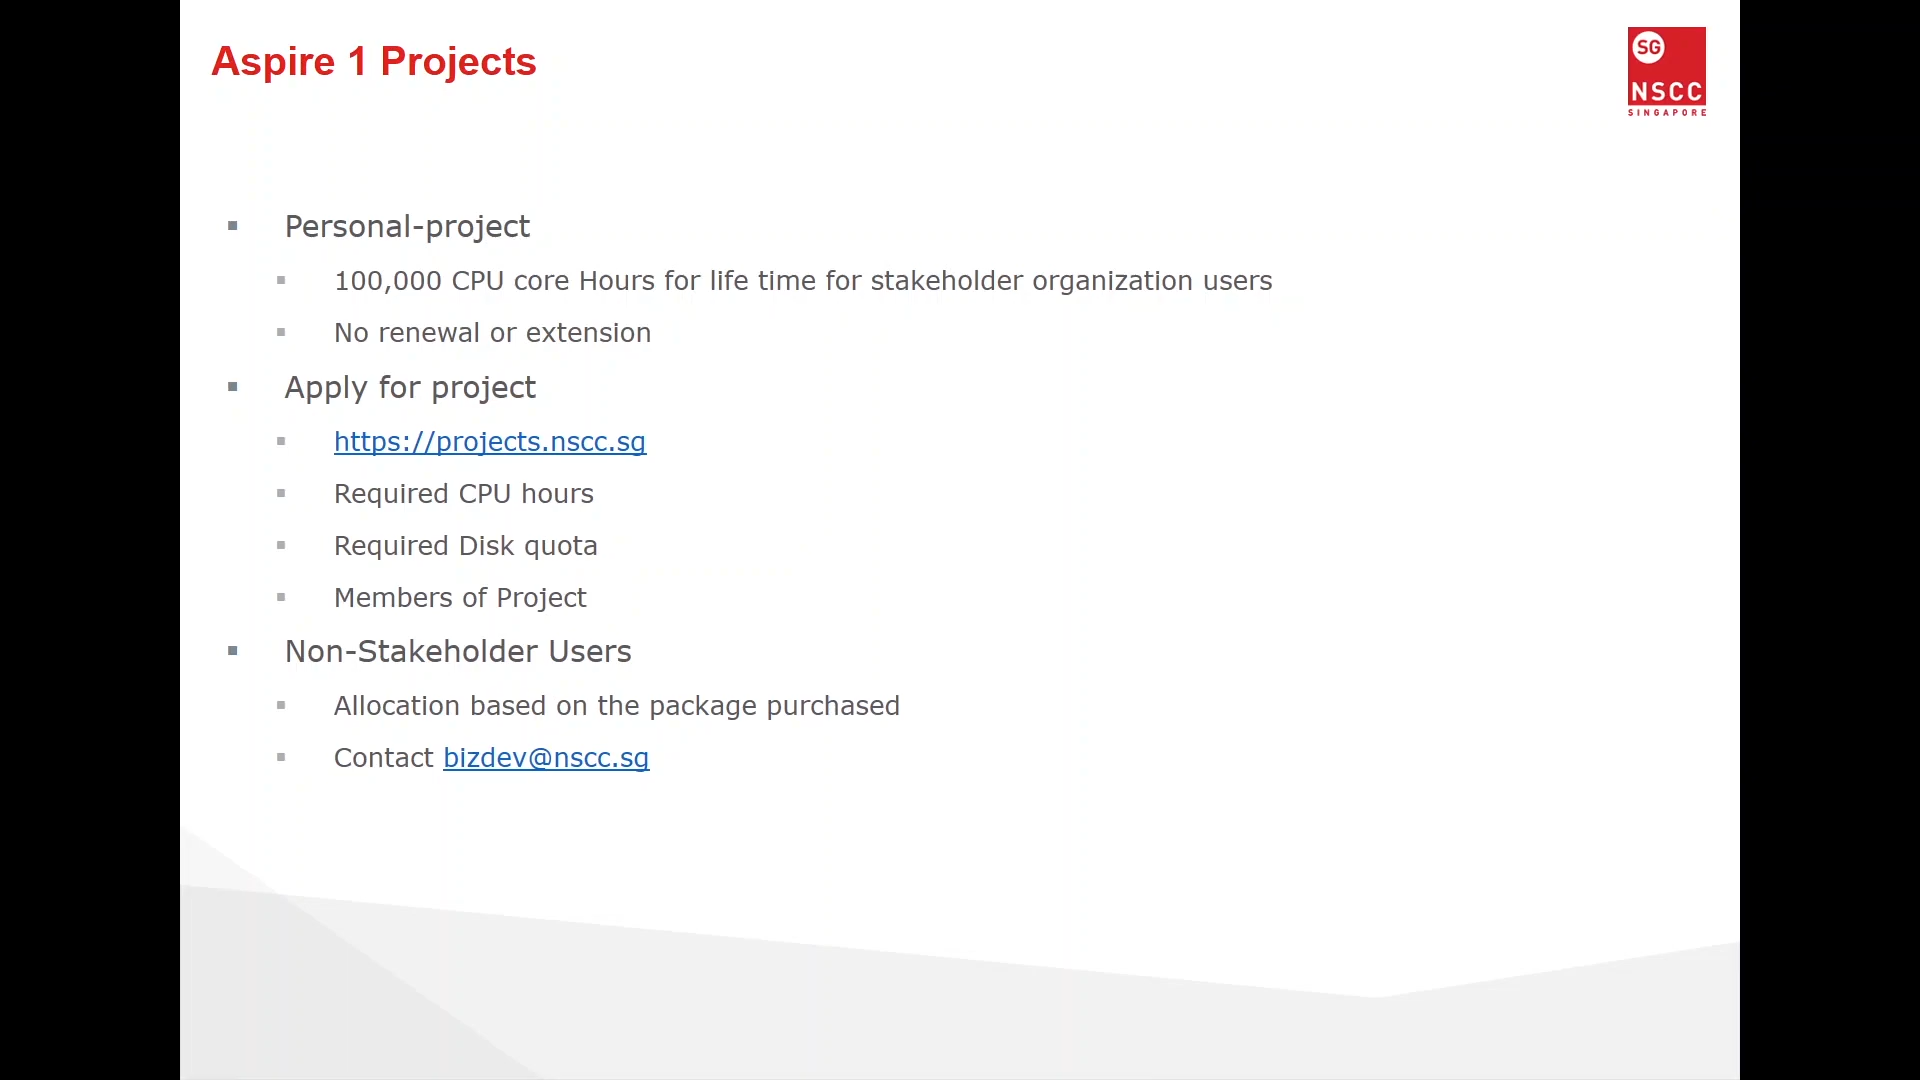 Aspire 1 Projects
SG
NSCC
SINGAPORE
Personal-project
100,000 CPU core Hours for life time for stakeholder organization users
No renewal or extension
Apply for project
https://projects.nscc.sg
Required CPU hours
Required Disk quota
Members of Project
Non-Stakeholder Users
Allocation based on the package purchased
Contact bizdev@nscc.sg